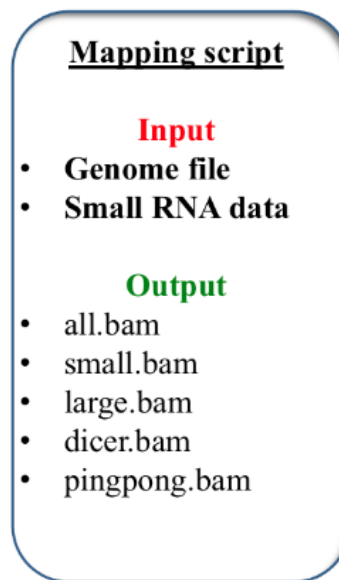 Mapping script
Input
• Genome file
• Small RNA data
Output
• all.bam
• small.bam
• large.bam
• dicer.bam
• pingpong.bam